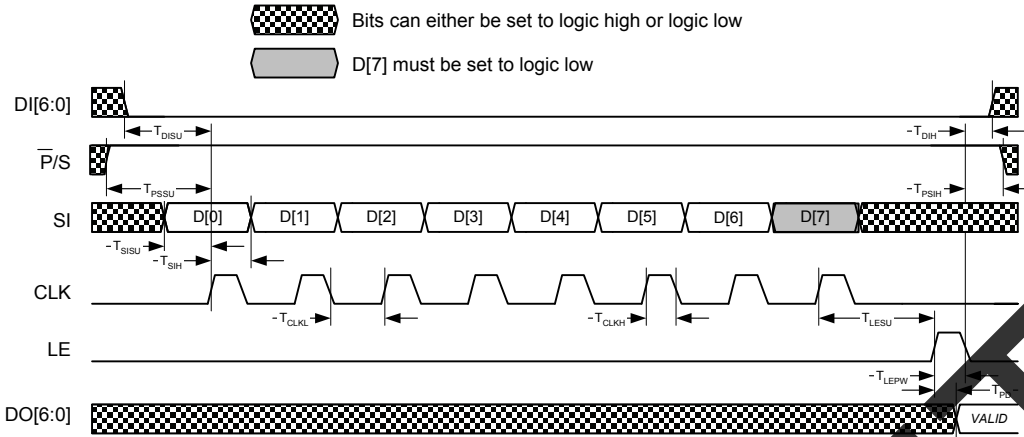 Bits can either be set to logic high or logic low
D[7] must be set to logic low
DI[6:0]
T_DISU
T_DIH
P̅/S
T_PSSU
T_PSIH
SI
D[0] D[1] D[2] D[3] D[4] D[5] D[6] D[7]
T_SISU
T_SIH
CLK
T_CLKL
T_CLKH
T_LESU
LE
T_LEPW
T_PD
DO[6:0]
VALID